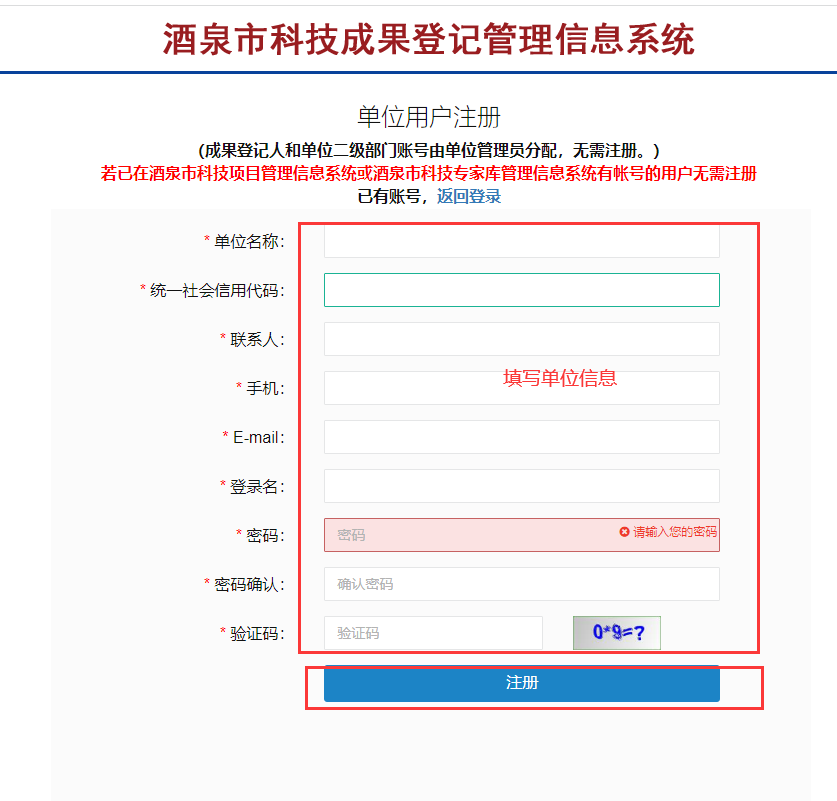 酒泉市科技成果登记管理信息系统
单位用户注册
（成果登记人和单位二级部门账号由单位管理员分配，无需注册。）
若已在酒泉市科技项目管理信息系统或酒泉市科技专家库管理信息系统有帐号的用户无需注册
已有账号，返回登录
* 单位名称：
* 统一社会信用代码：
* 联系人：
* 手机： 填写单位信息
* E-mail：
* 登录名：
* 密码： 密码 请输入您的密码
* 密码确认： 确认密码
* 验证码： 验证码 0*9=?
注册